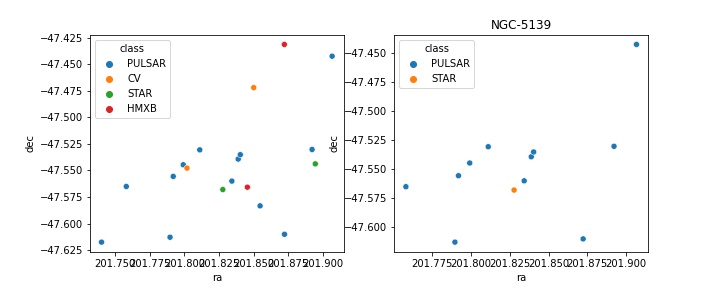 NGC-5139
class
PULSAR
CV
STAR
HMXB
−47.425
−47.450
−47.475
−47.500
−47.525
−47.550
−47.575
−47.600
−47.625
dec
201.750 201.775 201.800 201.825 201.850 201.875 201.900
ra
class
PULSAR
STAR
−47.450
−47.475
−47.500
−47.525
−47.550
−47.575
−47.600
dec
201.775 201.800 201.825 201.850 201.875 201.900
ra